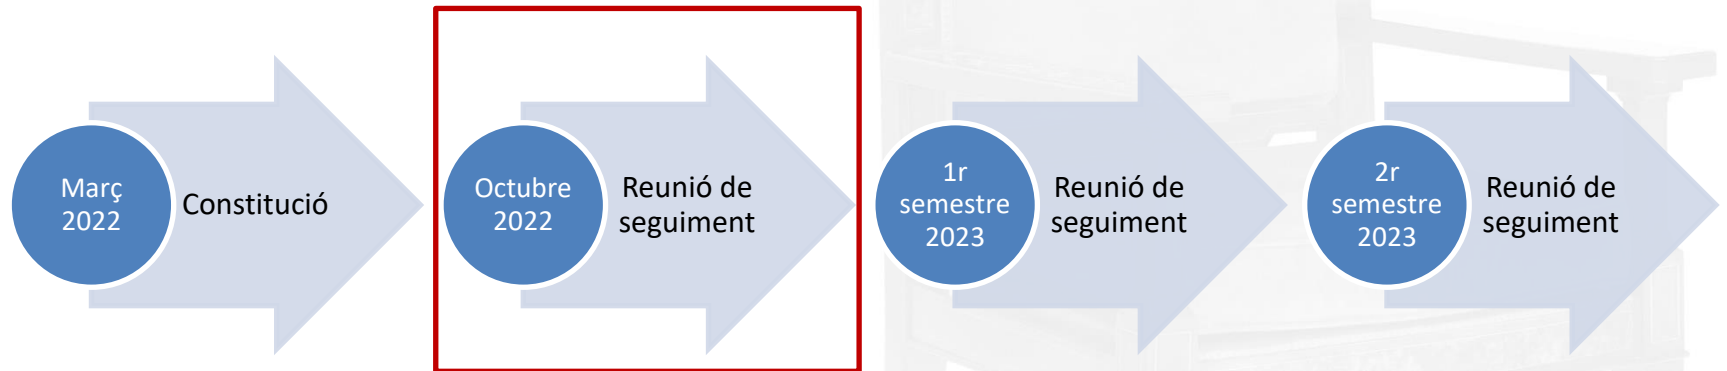 Març
2022
Constitució
Octubre
2022
Reunió de
seguiment
1r
semestre
2023
Reunió de
seguiment
2r
semestre
2023
Reunió de
seguiment